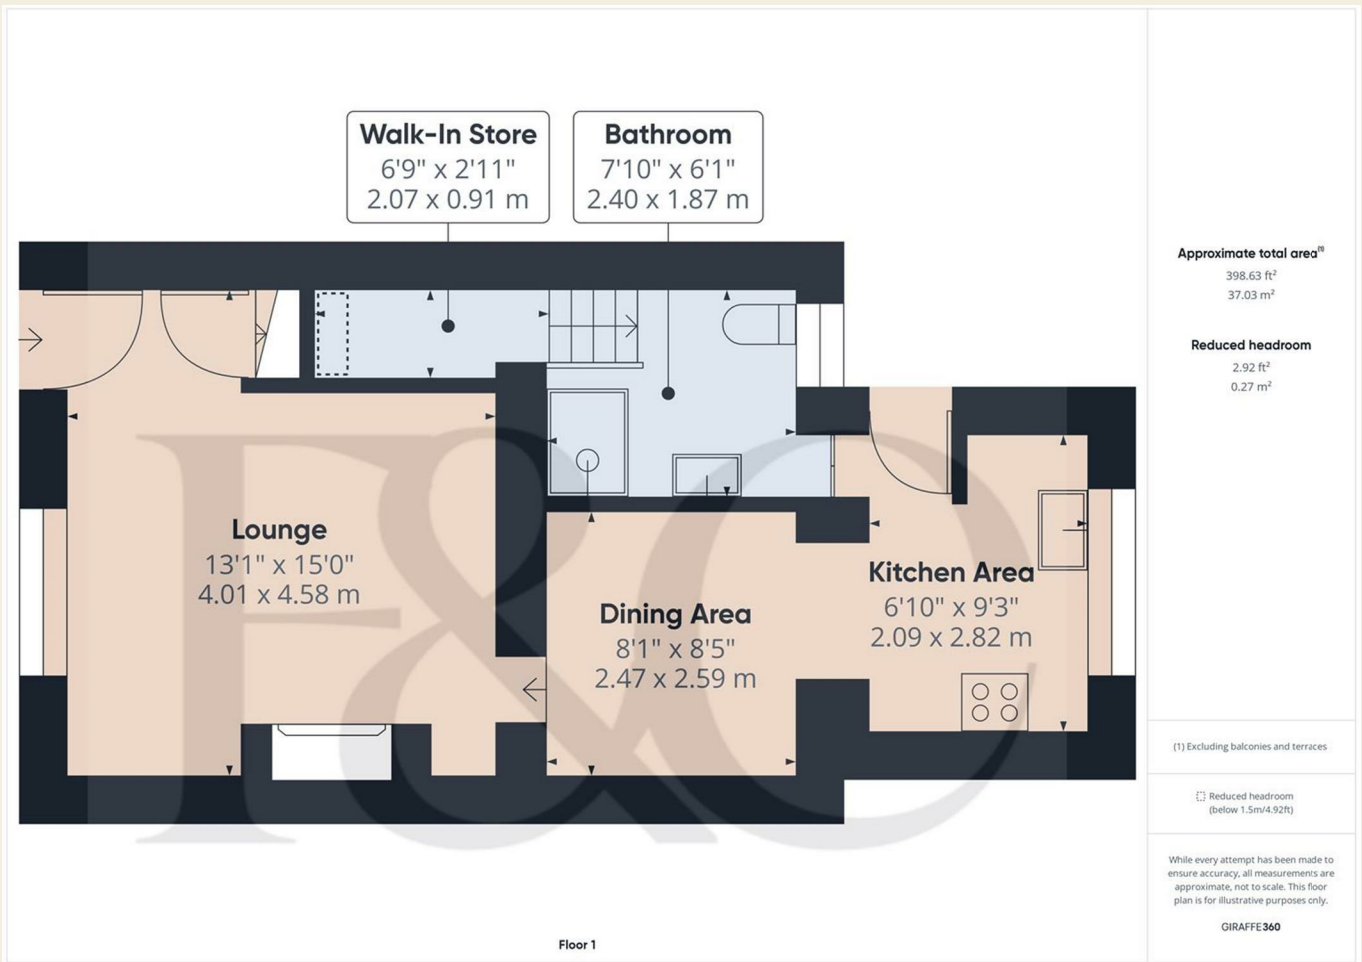 Walk-In Store
6'9" x 2'11"
2.07 x 0.91 m
Bathroom
7'10" x 6'1"
2.40 x 1.87 m
Lounge
13'1" x 15'0"
4.01 x 4.58 m
Dining Area
8'1" x 8'5"
2.47 x 2.59 m
Kitchen Area
6'10" x 9'3"
2.09 x 2.82 m
F&C
Floor 1
Approximate total area(1)
398.63 ft²
37.03 m²
Reduced headroom
2.92 ft²
0.27 m²
(1) Excluding balconies and terraces
Reduced headroom
(below 1.5m/4.92ft)
While every attempt has been made to
ensure accuracy, all measurements are
approximate, not to scale. This floor
plan is for illustrative purposes only.
GIRAFFE360